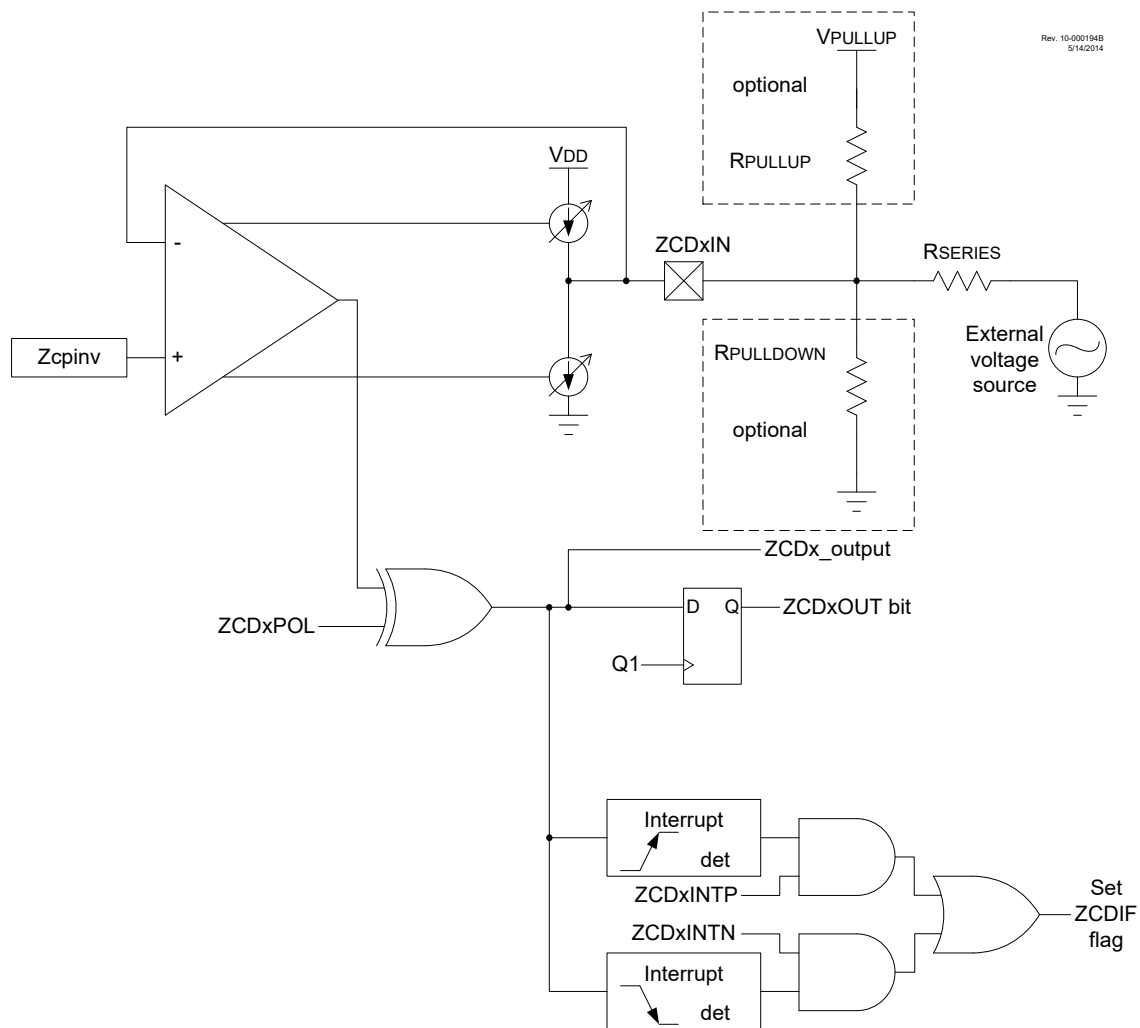 Rev. 10-000194B
5/14/2014
VPULLUP
optional
RPULLUP
VDD
-
ZCDxIN
RSERIES
Zcpinv
+
RPULLDOWN
optional
External
voltage
source
ZCDx_output
ZCDxPOL
D
Q
ZCDxOUT bit
Q1
Interrupt
det
ZCDxINTP
ZCDxINTN
Interrupt
det
Set
ZCDIF
flag